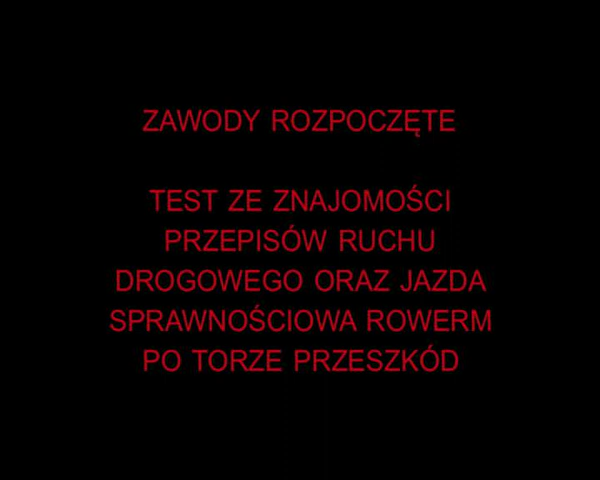 ZAWODY ROZPOCZĘTE
TEST ZE ZNAJOMOŚCI
PRZEPISÓW RUCHU
DROGOWEGO ORAZ JAZDA
SPRAWNOŚCIOWA ROWERM
PO TORZE PRZESZKÓD